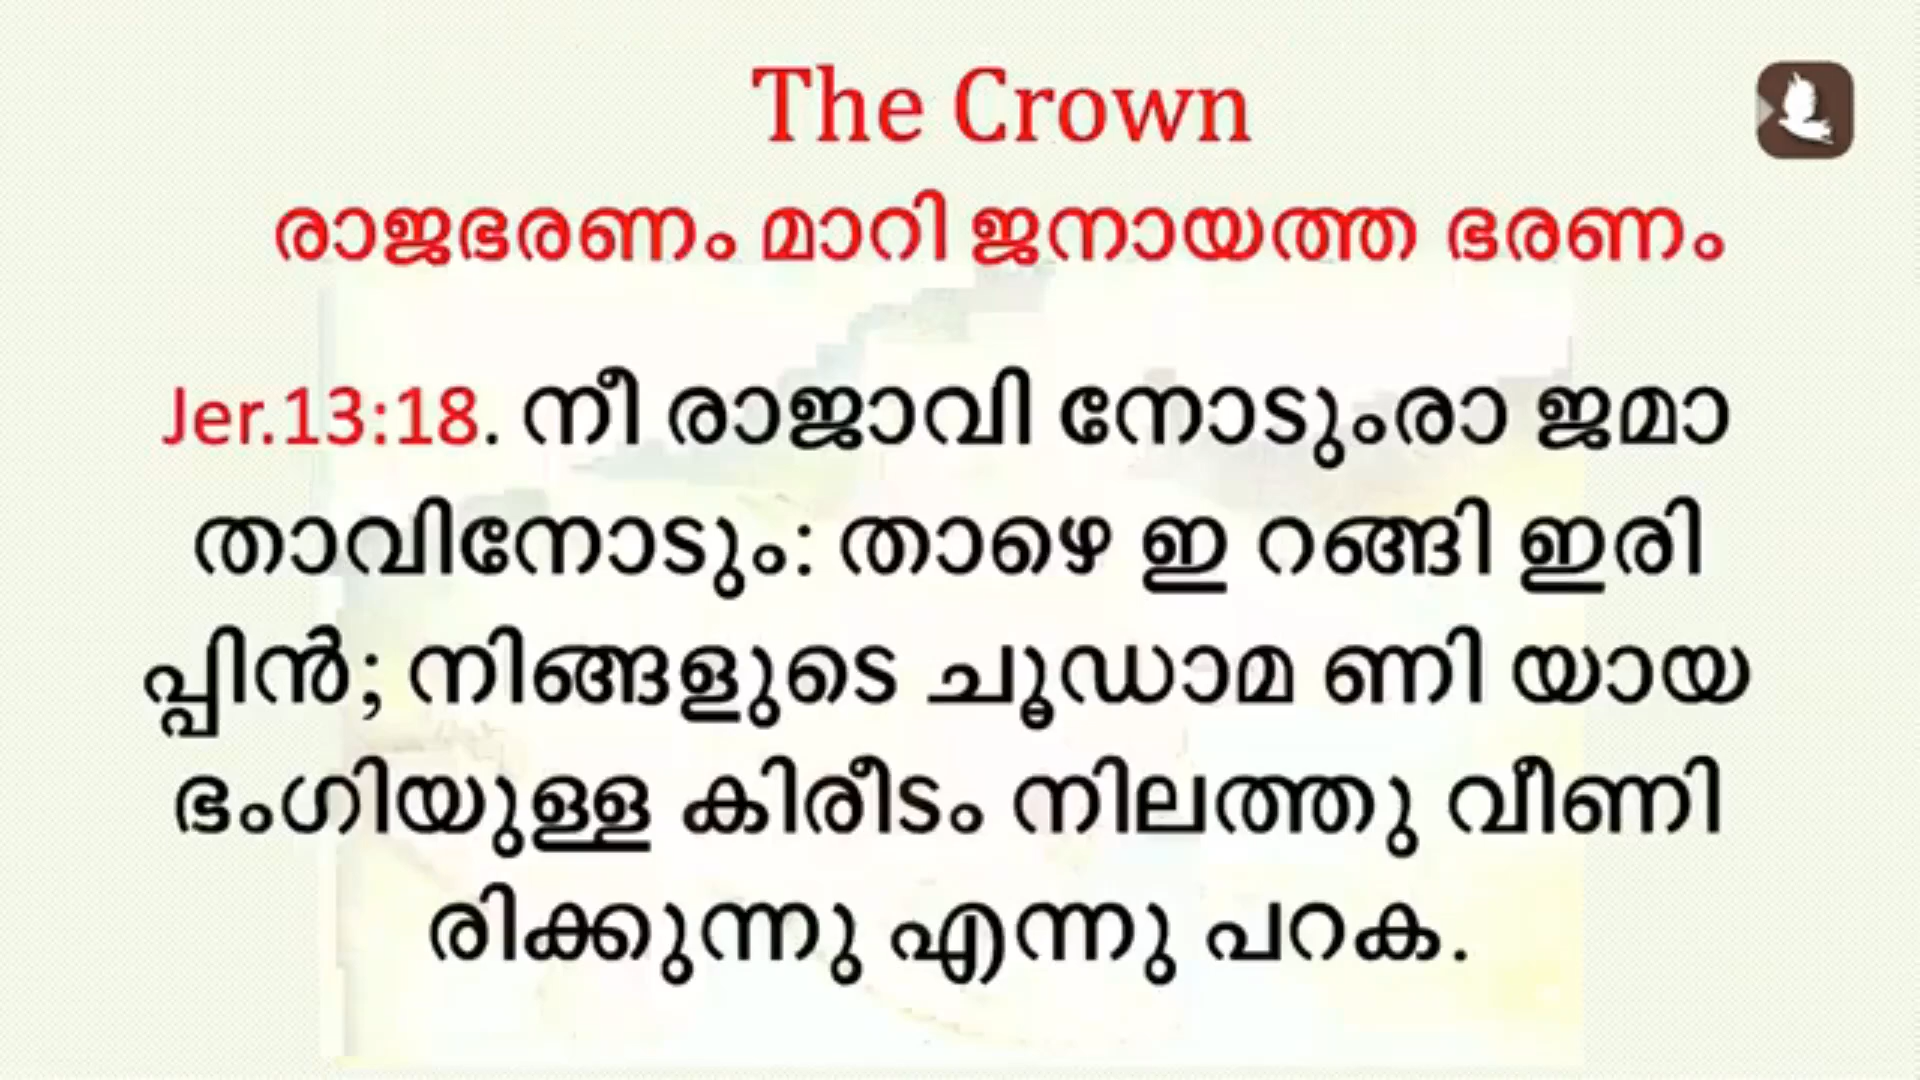 The Crown
രാജഭരണം മാറി ജനായത്ത ഭരണം
Jer.13:18. നീ രാജാവി നോടുംരാ ജമാ
താവിനോടും: താഴെ ഇ റങ്ങി ഇരി
പ്പിൻ; നിങ്ങളുടെ ചൂഡാമ ണി യായ
ഭംഗിയുള്ള കിരീടം നിലത്തു വീണി
രിക്കുന്നു എന്നു പറക.